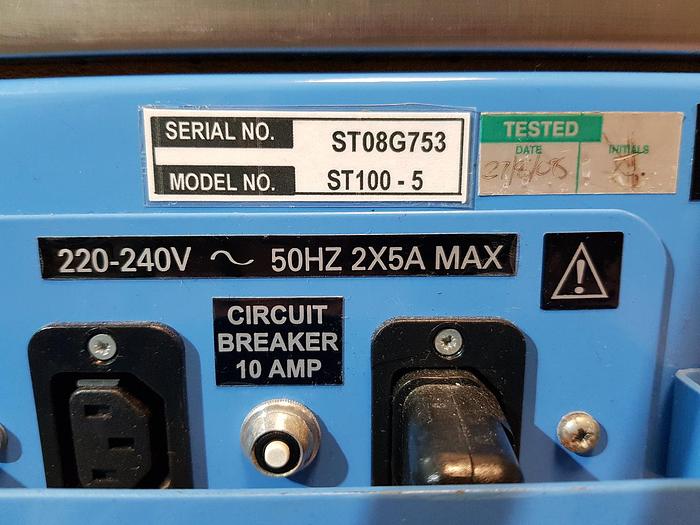 SERIAL NO. ST08G753
MODEL NO. ST100 - 5
TESTED
DATE INITIALS
220-240V ~ 50HZ 2X5A MAX
CIRCUIT
BREAKER
10 AMP